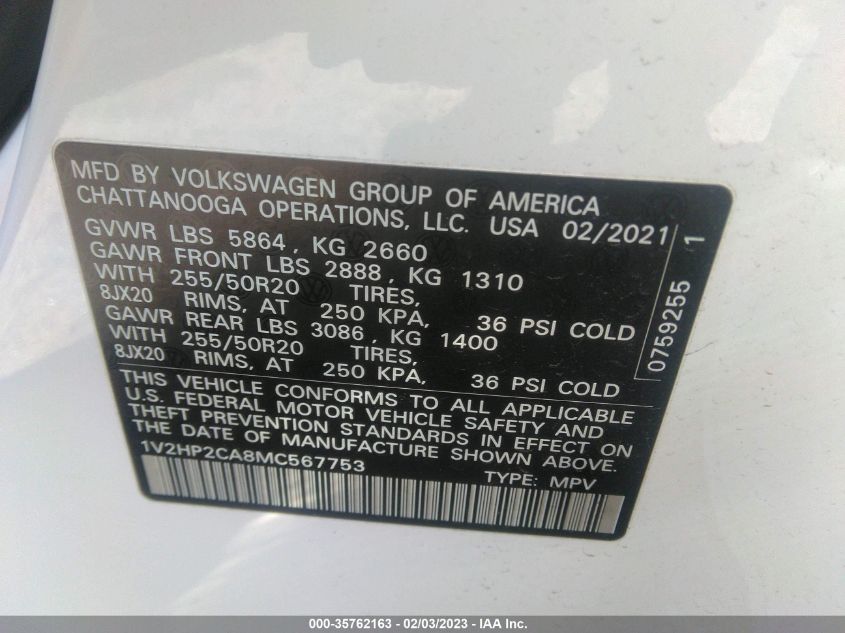 MFD BY VOLKSWAGEN GROUP OF AMERICA
CHATTANOOGA OPERATIONS, LLC. USA 02/2021
GVWR LBS 5864, KG 2660
GAWR FRONT LBS 2888, KG 1310
WITH 255/50R20 TIRES,
8JX20 RIMS, AT 250 KPA, 36 PSI COLD
GAWR REAR LBS 3086, KG 1400
WITH 255/50R20 TIRES,
8JX20 RIMS, AT 250 KPA, 36 PSI COLD
THIS VEHICLE CONFORMS TO ALL APPLICABLE
U.S. FEDERAL MOTOR VEHICLE SAFETY AND
THEFT PREVENTION STANDARDS IN EFFECT ON
THE DATE OF MANUFACTURE SHOWN ABOVE.
1V2HP2CA8MC567753
TYPE: MPV
0759255 1
000-35762163 - 02/03/2023 - IAA Inc.